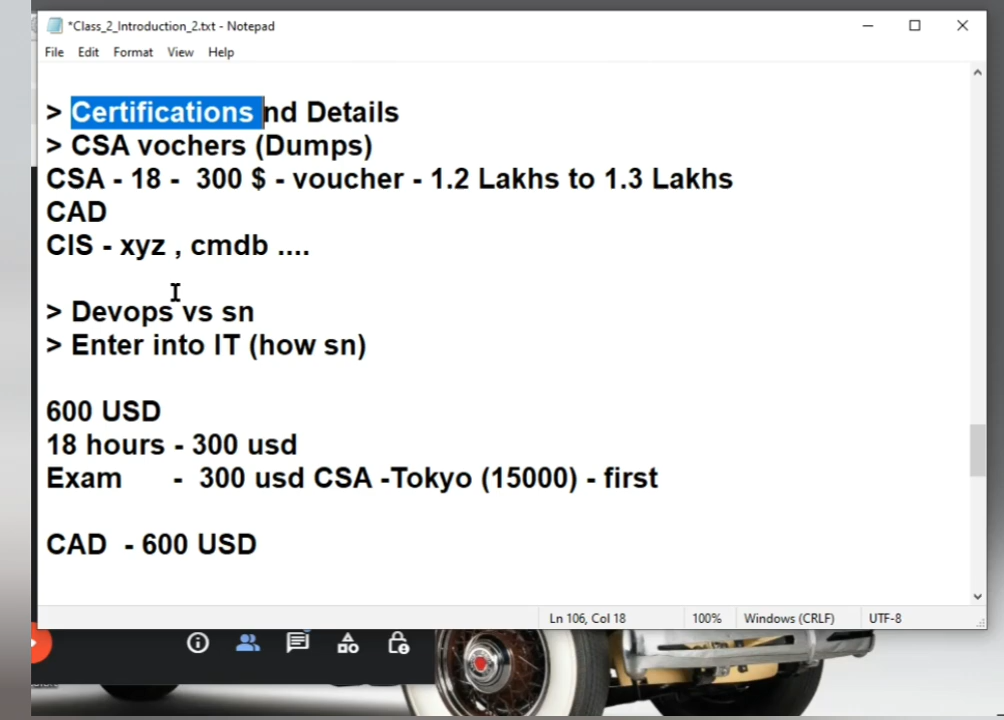 *Class_2_Introduction_2.txt - Notepad
File Edit Format View Help
> Certifications nd Details
> CSA vochers (Dumps)
CSA - 18 - 300 $ - voucher - 1.2 Lakhs to 1.3 Lakhs
CAD
CIS - xyz , cmdb ....
> Devops vs sn
> Enter into IT (how sn)
600 USD
18 hours - 300 usd
Exam - 300 usd CSA -Tokyo (15000) - first
CAD - 600 USD
Ln 106, Col 18 100% Windows (CRLF) UTF-8